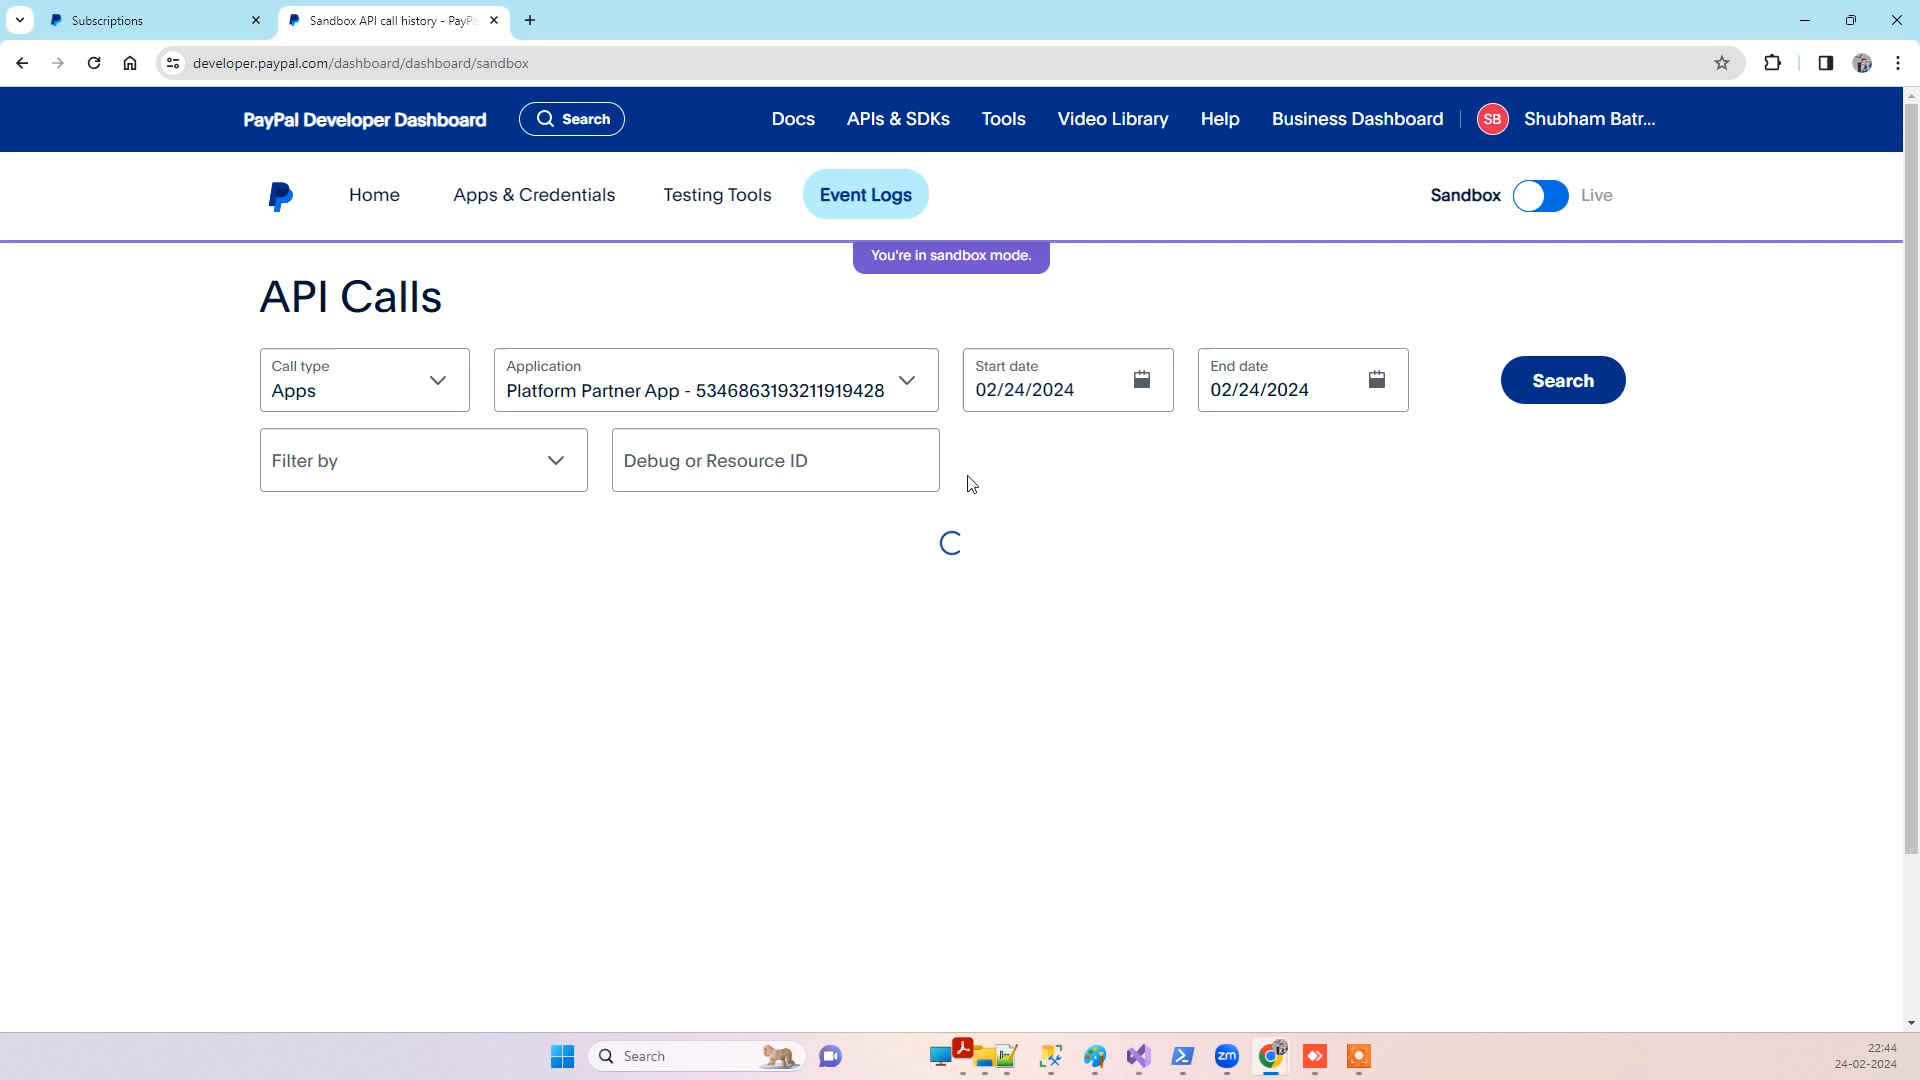 Subscriptions
Sandbox API call history - PayPa
developer.paypal.com/dashboard/dashboard/sandbox
PayPal Developer Dashboard
Search
Docs
APIs & SDKs
Tools
Video Library
Help
Business Dashboard
SB
Shubham Batr...
Home
Apps & Credentials
Testing Tools
Event Logs
Sandbox
Live
You're in sandbox mode.
API Calls
Call type
Apps
Application
Platform Partner App - 5346863193211919428
Start date
02/24/2024
End date
02/24/2024
Search
Filter by
Debug or Resource ID
Search
zm
22:44
24-02-2024